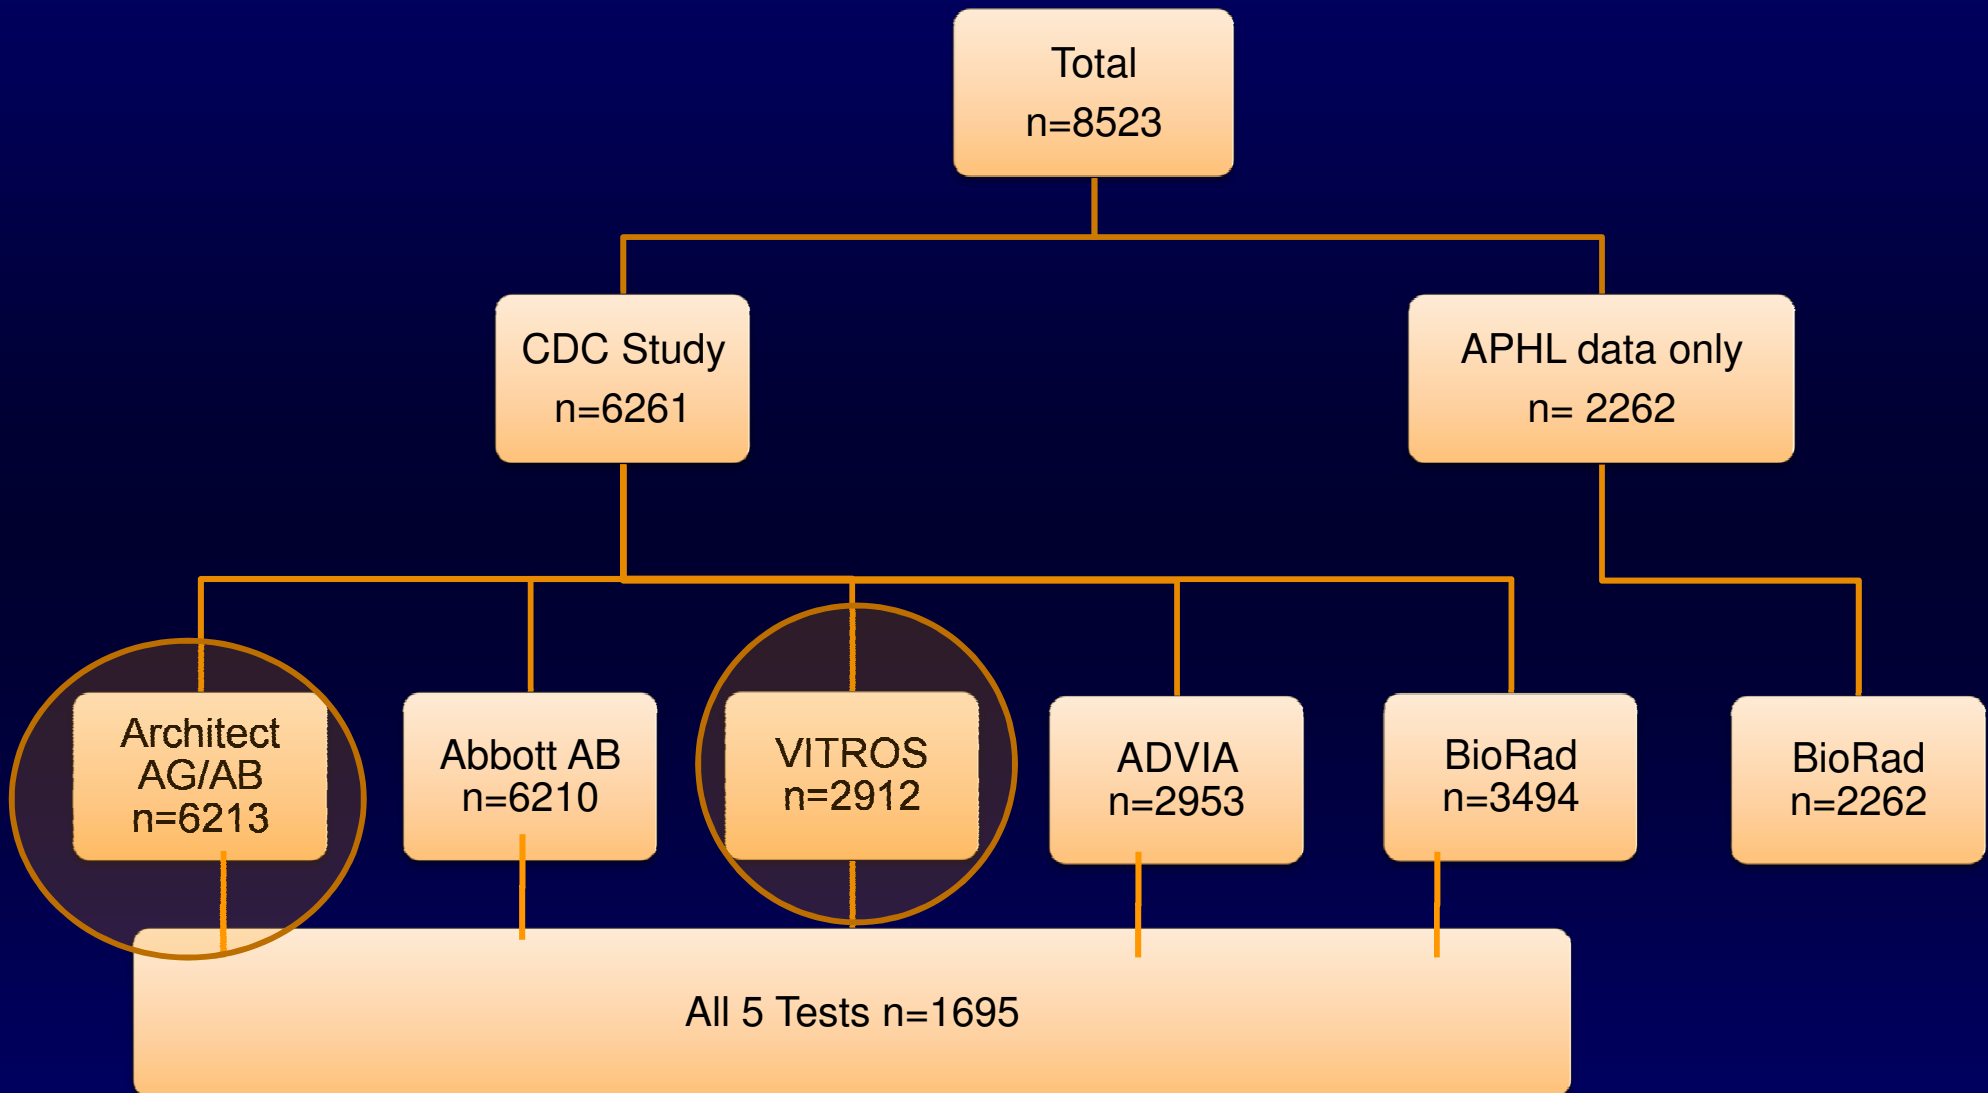 Total
n=8523
CDC Study
n=6261
APHL data only
n= 2262
Architect
AG/AB
n=6213
Abbott AB
n=6210
VITROS
n=2912
ADVIA
n=2953
BioRad
n=3494
BioRad
n=2262
All 5 Tests n=1695